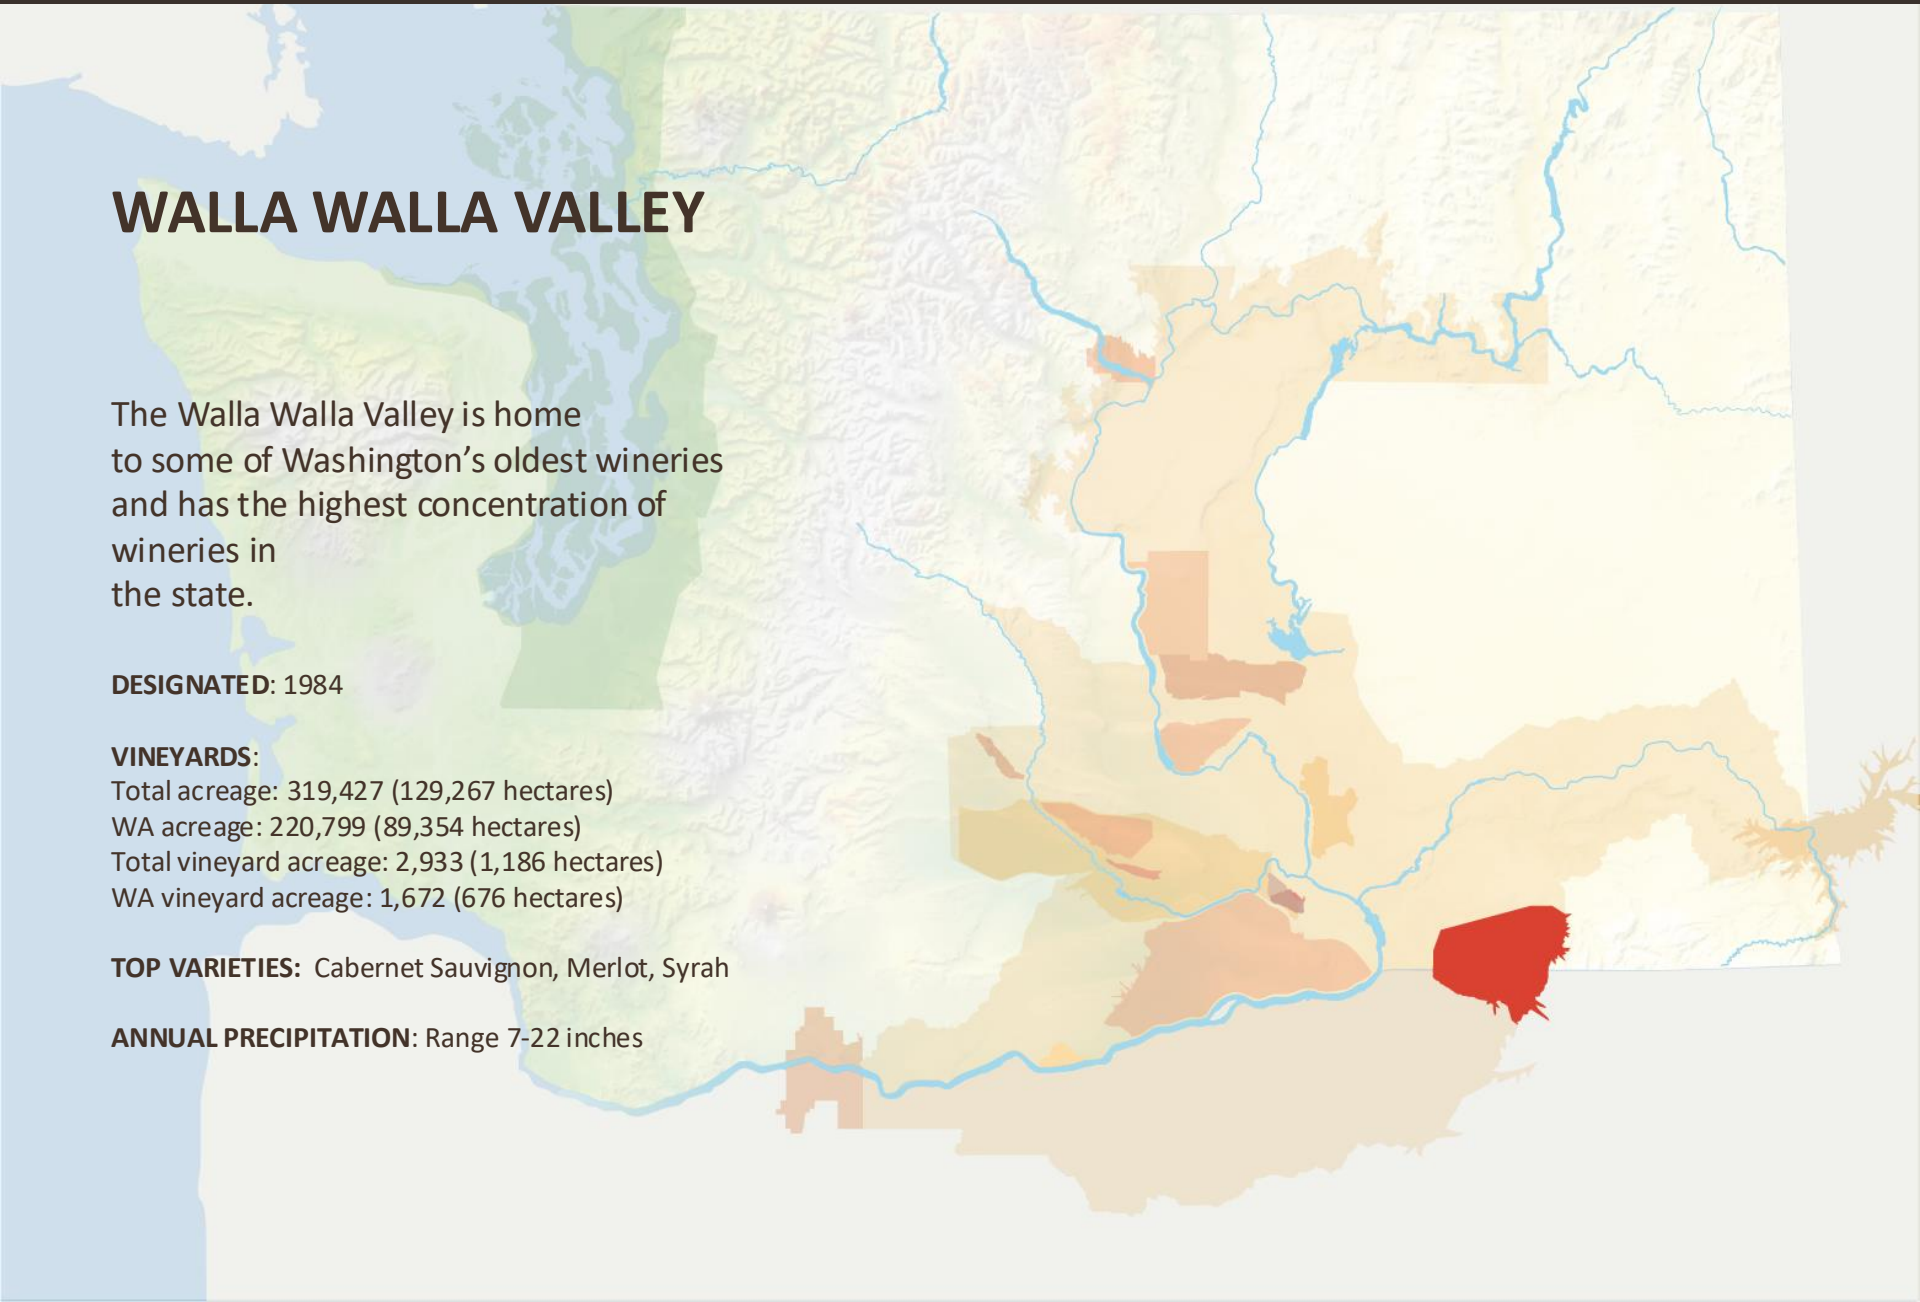 WALLA WALLA VALLEY
The Walla Walla Valley is home
to some of Washington’s oldest wineries
and has the highest concentration of
wineries in
the state.
DESIGNATED: 1984
VINEYARDS:
Total acreage: 319,427 (129,267 hectares)
WA acreage: 220,799 (89,354 hectares)
Total vineyard acreage: 2,933 (1,186 hectares)
WA vineyard acreage: 1,672 (676 hectares)
TOP VARIETIES: Cabernet Sauvignon, Merlot, Syrah
ANNUAL PRECIPITATION: Range 7-22 inches